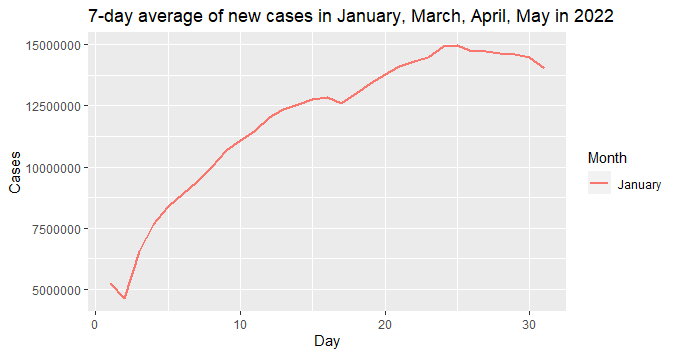 7-day average of new cases in January, March, April, May in 2022
15000000
12500000
10000000
7500000
5000000
Cases
0
10
20
30
Day
Month
January